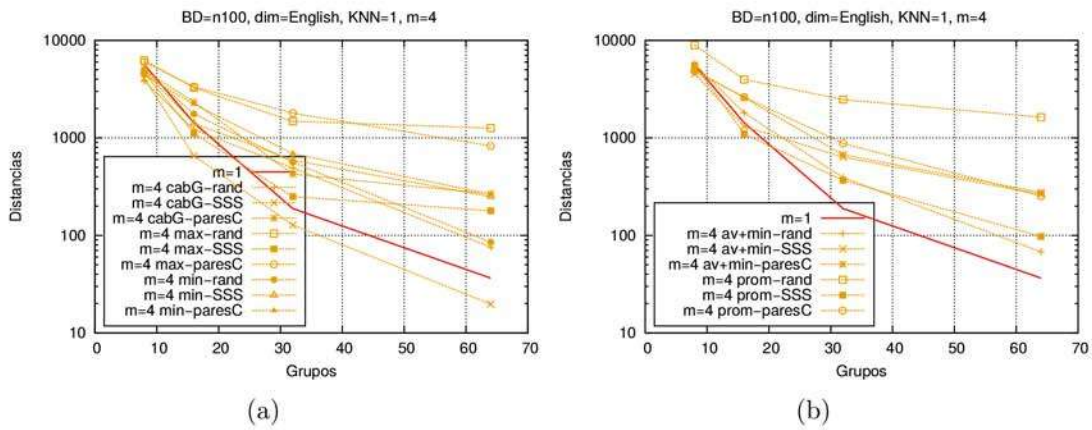 BD=n100, dim=English, KNN=1, m=4
Distancias
10000
1000
100
10
m=1
m=4 cabG-rand
m=4 cabG-SSS
m=4 cabG-paresC
m=4 max-rand
m=4 max-SSS
m=4 max-paresC
m=4 min-rand
m=4 min-SSS
m=4 min-paresC
0 10 20 30 40 50 60 70
Grupos
(a)
BD=n100, dim=English, KNN=1, m=4
Distancias
10000
1000
100
10
m=1
m=4 av+min-rand
m=4 av+min-SSS
m=4 av+min-paresC
m=4 prom-rand
m=4 prom-SSS
m=4 prom-paresC
0 10 20 30 40 50 60 70
Grupos
(b)